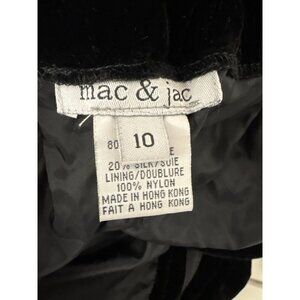 mac & jac
10
80
20% SILK/SOIE
LINING/DOUBLURE
100% NYLON
MADE IN HONG KONG
FAIT A HONG KONG